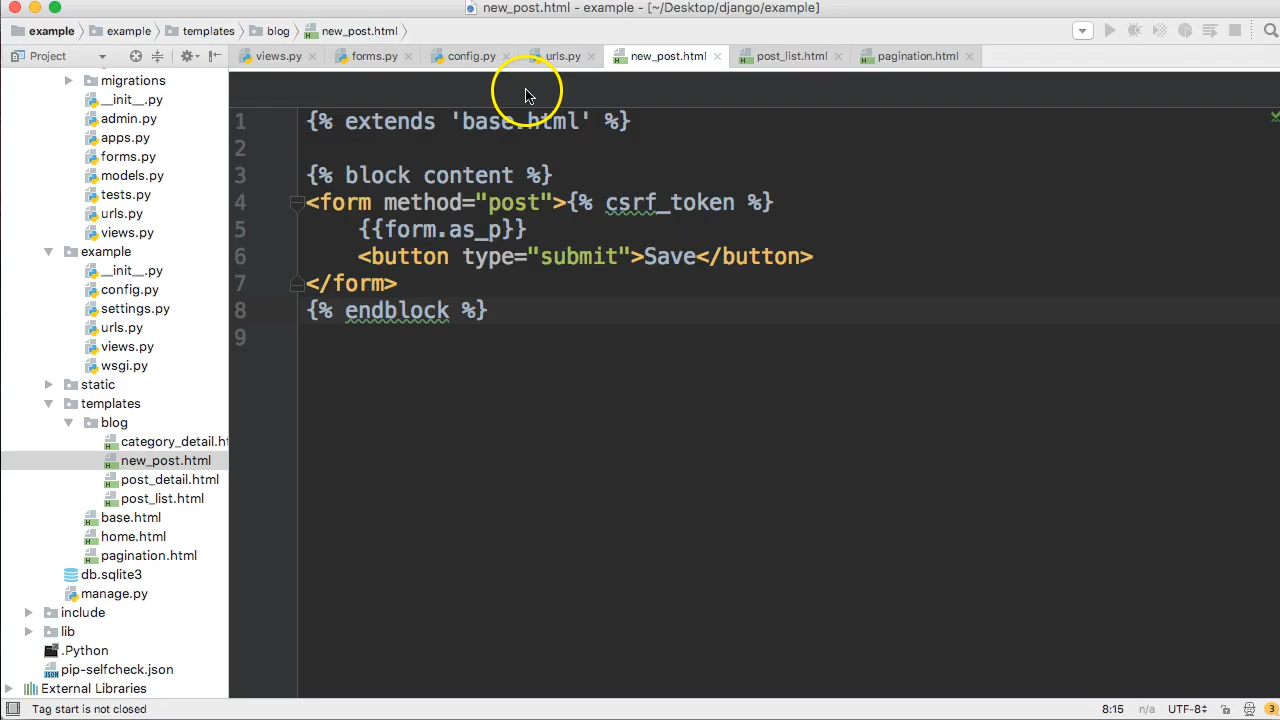 new_post.html - example - [~/Desktop/django/example]
example example templates blog new_post.html
Project views.py forms.py config.py urls.py new_post.html post_list.html pagination.html
migrations
__init__.py
admin.py
apps.py
forms.py
models.py
tests.py
urls.py
views.py
example
__init__.py
config.py
settings.py
urls.py
views.py
wsgi.py
static
templates
blog
category_detail.ht
new_post.html
post_detail.html
post_list.html
base.html
home.html
pagination.html
db.sqlite3
manage.py
include
lib
.Python
pip-selfcheck.json
External Libraries
1 {% extends 'base.html' %}
2
3 {% block content %}
4 <form method="post">{% csrf_token %}
5 {{form.as_p}}
6 <button type="submit">Save</button>
7 </form>
8 {% endblock %}
9
Tag start is not closed 8:15 n/a UTF-8 3